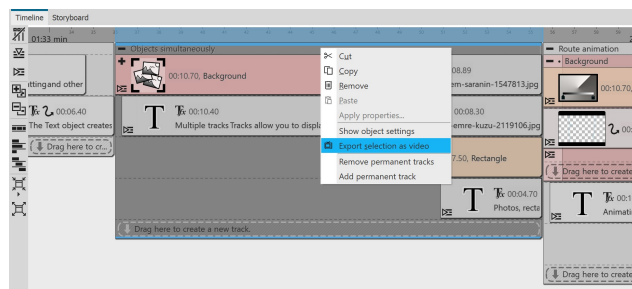 Timeline Storyboard
01:33 min
Objects simultaneously
Route animation
Background
00:10.70, Background
Cut
Copy
Remove
Paste
Apply properties...
Show object settings
Export selection as video
Remove permanent tracks
Add permanent track
08.89
em-saranin-1547813.jpg
00:10.70,
ttingand other
00:06.40
The Text object creates
Drag here to cr...
00:10.40
Multiple tracks Tracks allow you to displa
00:08.30
-emre-kuzu-2119106.jpg
00:
7.50, Rectangle
Drag here to create
00:04.70
Photos, recta
00:1
Animati
Drag here to create a new track.
Drag here to create